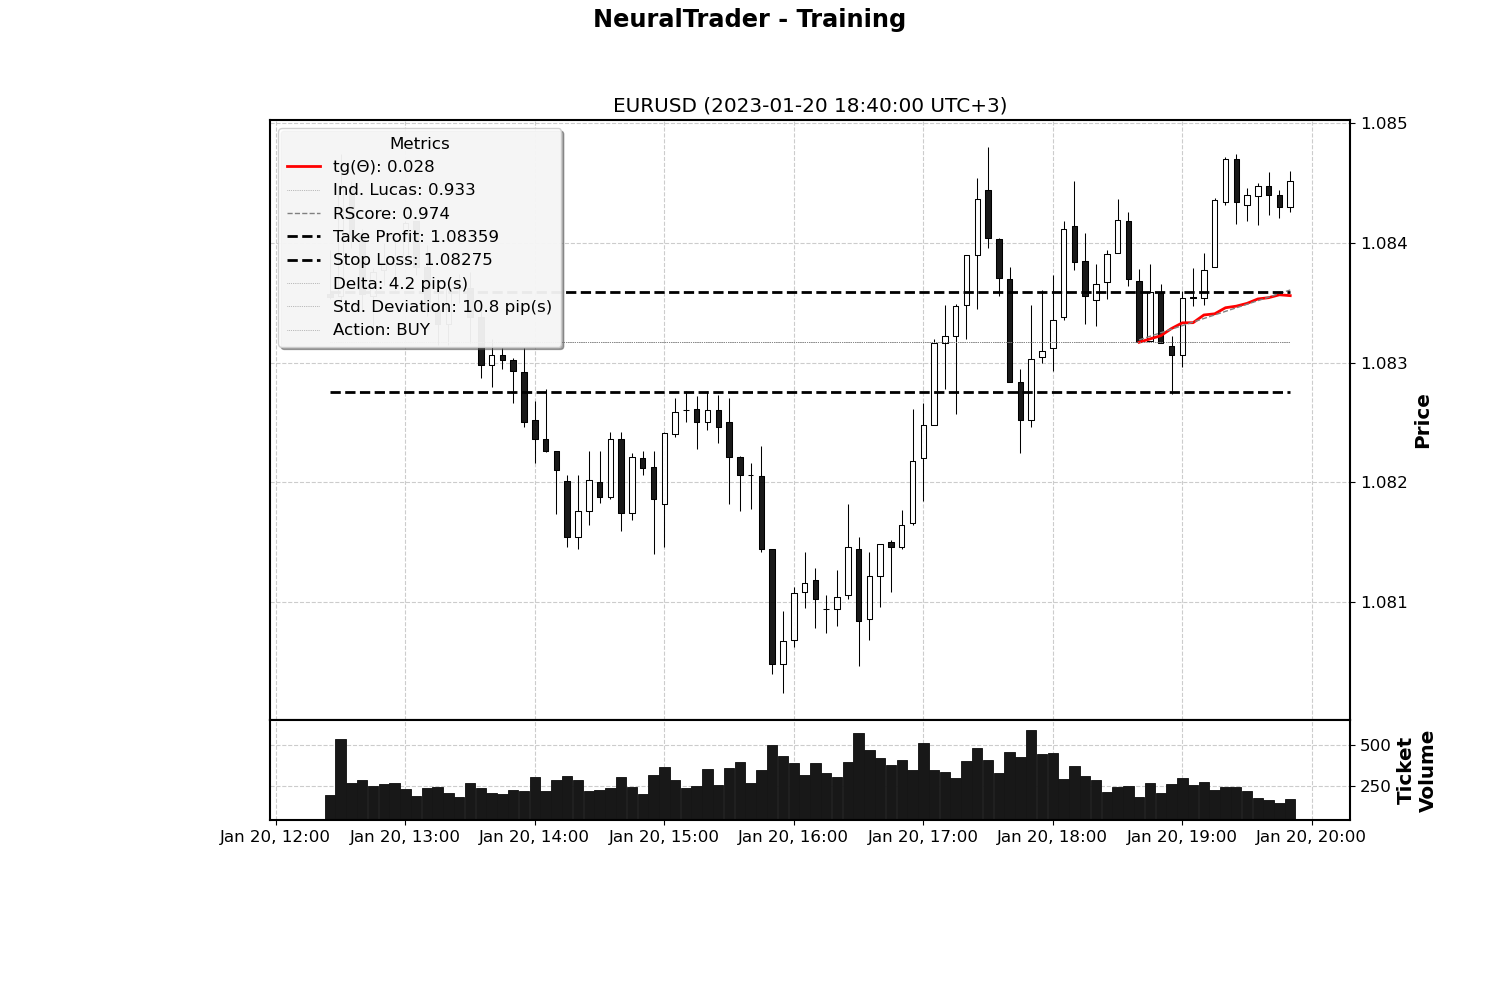 NeuralTrader - Training
EURUSD (2023-01-20 18:40:00 UTC+3)
Metrics
tg(Θ): 0.028
Ind. Lucas: 0.933
RScore: 0.974
Take Profit: 1.08359
Stop Loss: 1.08275
Delta: 4.2 pip(s)
Std. Deviation: 10.8 pip(s)
Action: BUY
1.085
1.084
1.083
1.082
1.081
Price
500
250
Ticket
Volume
Jan 20, 12:00 Jan 20, 13:00 Jan 20, 14:00 Jan 20, 15:00 Jan 20, 16:00 Jan 20, 17:00 Jan 20, 18:00 Jan 20, 19:00 Jan 20, 20:00